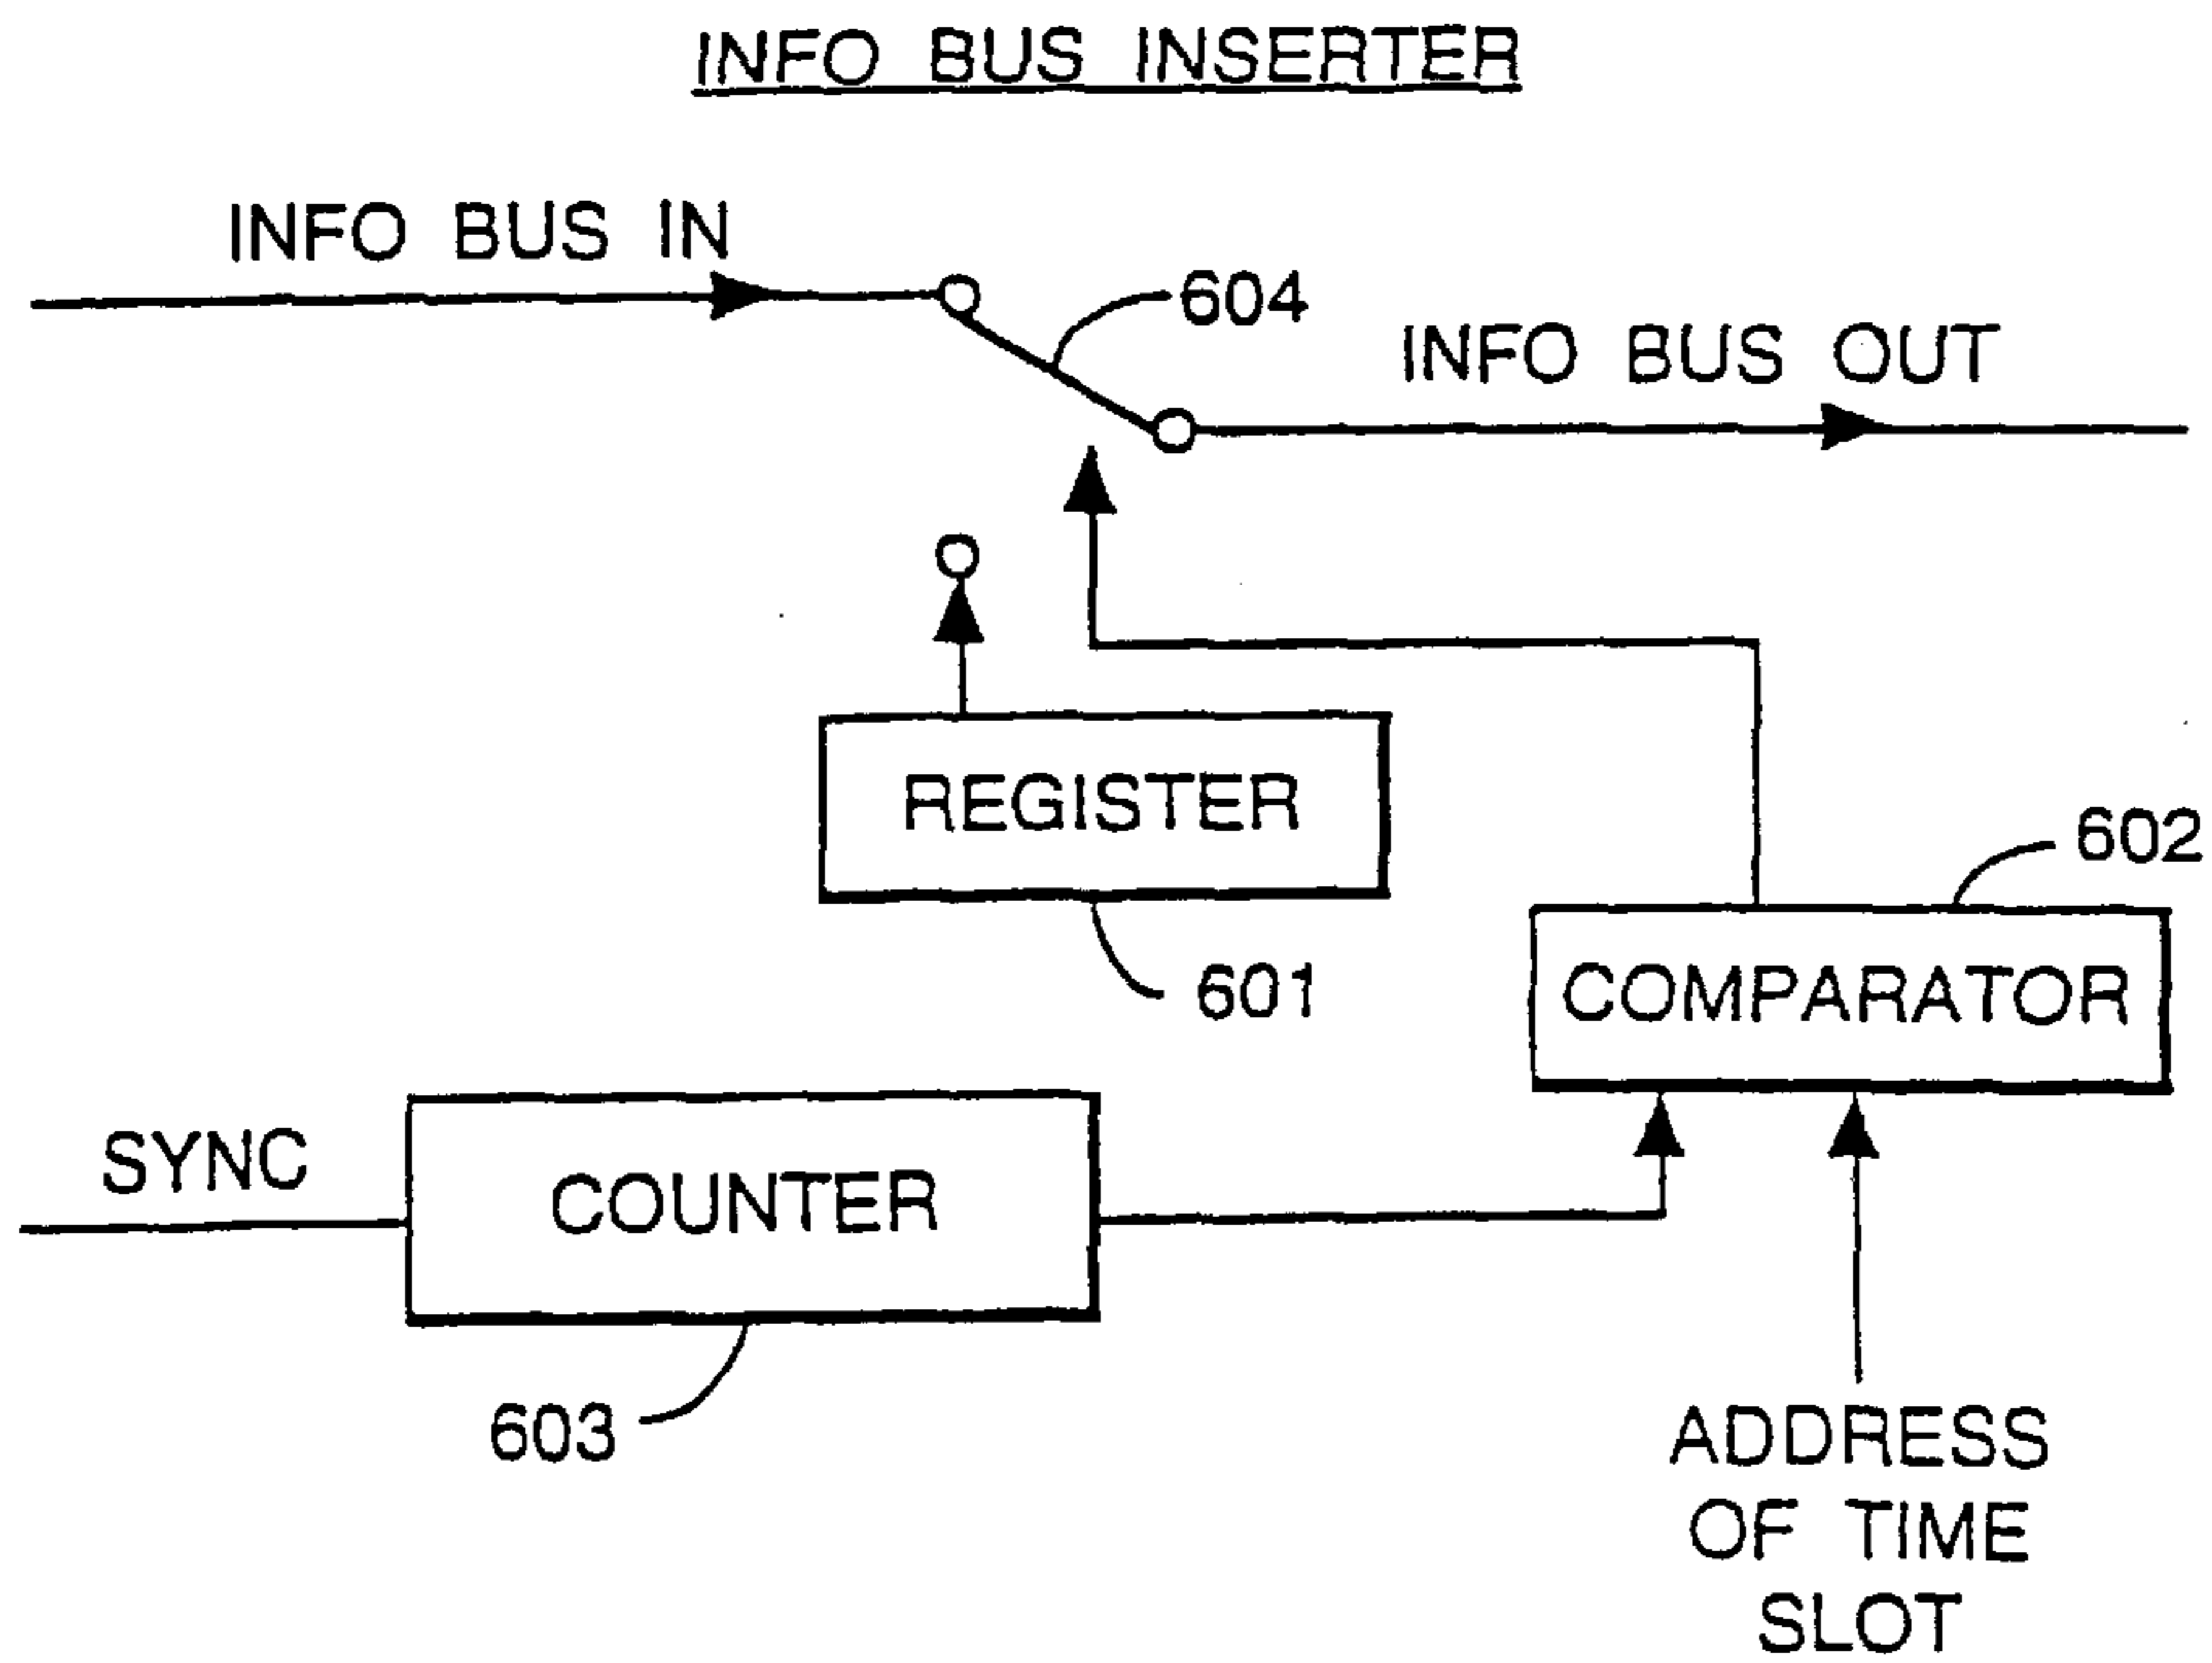 INFO BUS INSERTER
INFO BUS IN
604
INFO BUS OUT
REGISTER
602
601
COMPARATOR
SYNC
COUNTER
603
ADDRESS
OF TIME
SLOT